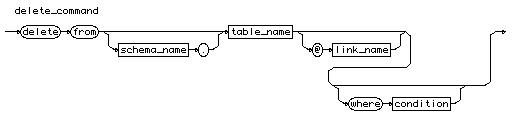 delete_command
delete from schema_name . table_name @ link_name
where condition